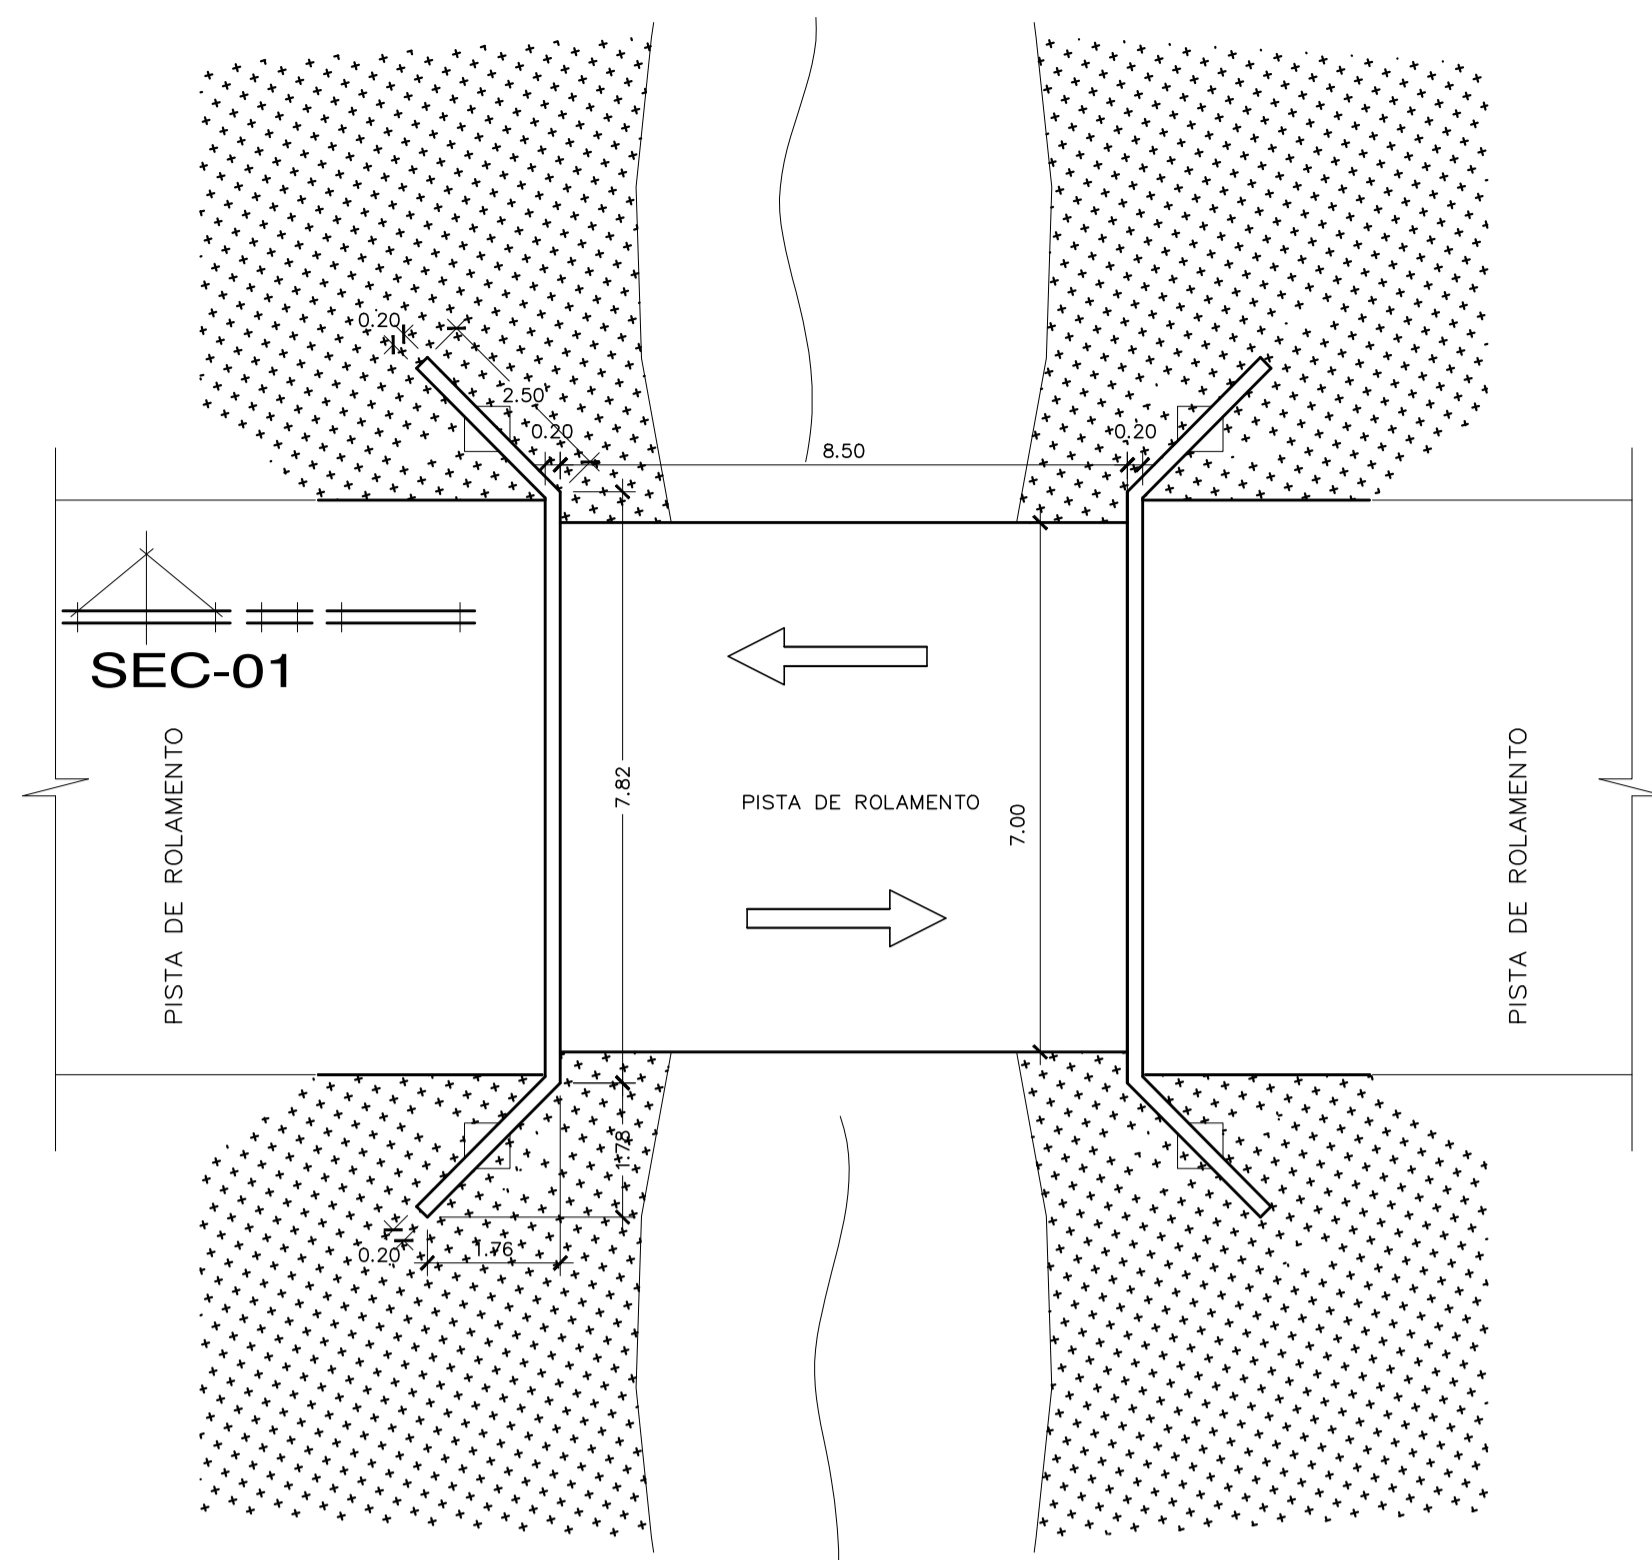 0.20
2.50
0.20
0.20
8.50
SEC-01
7.82
PISTA DE ROLAMENTO
7.00
PISTA DE ROLAMENTO
PISTA DE ROLAMENTO
1.78
0.20
1.76